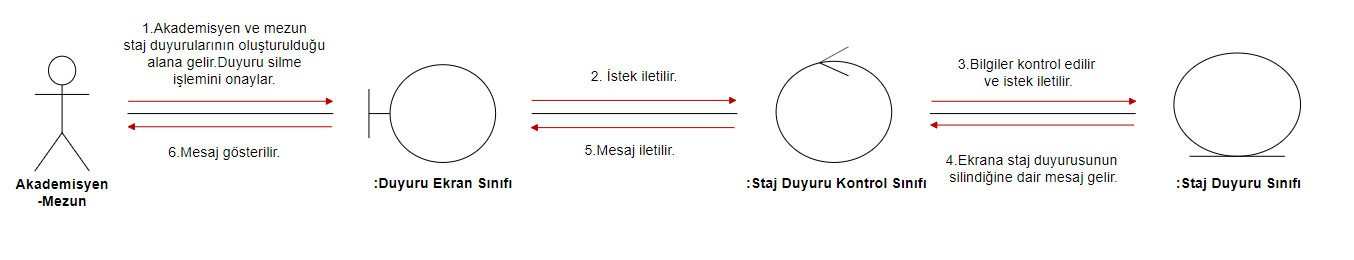 1.Akademisyen ve mezun
staj duyurularının oluşturulduğu
alana gelir.Duyuru silme
işlemini onaylar.
6.Mesaj gösterilir.
Akademisyen
-Mezun
:Duyuru Ekran Sınıfı
2. İstek iletilir.
5.Mesaj iletilir.
:Staj Duyuru Kontrol Sınıfı
3.Bilgiler kontrol edilir
ve istek iletilir.
4.Ekrana staj duyurusunun
silindiğine dair mesaj gelir.
:Staj Duyuru Sınıfı